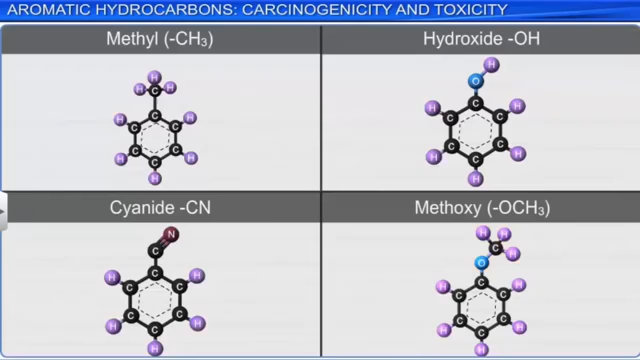 AROMATIC HYDROCARBONS: CARCINOGENICITY AND TOXICITY
Methyl (-CH₃)
Hydroxide -OH
H
H C H
C
H C C H
H C C H
C
H
H
O
C
H C C H
H C C H
C
H
Cyanide -CN
Methoxy (-OCH₃)
N
C
C
H C C H
H C C H
C
H
H H
C H
O
C
H C C H
H C C H
C
H